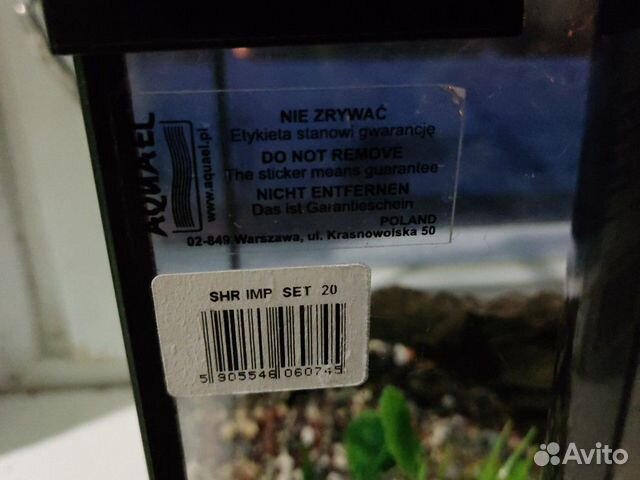 AQUAEL
www.aquael.pl
NIE ZRYWAĆ
Etykieta stanowi gwarancję
DO NOT REMOVE
The sticker means guarantee
NICHT ENTFERNEN
Das ist Garantieschein
POLAND
02-849 Warszawa, ul. Krasnowolska 50
SHR IMP SET 20
5 905546 060745
Avito